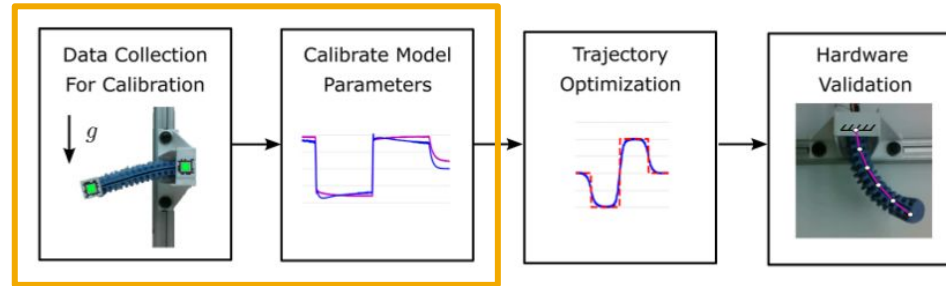 Data Collection
For Calibration
g
Calibrate Model
Parameters
Trajectory
Optimization
Hardware
Validation